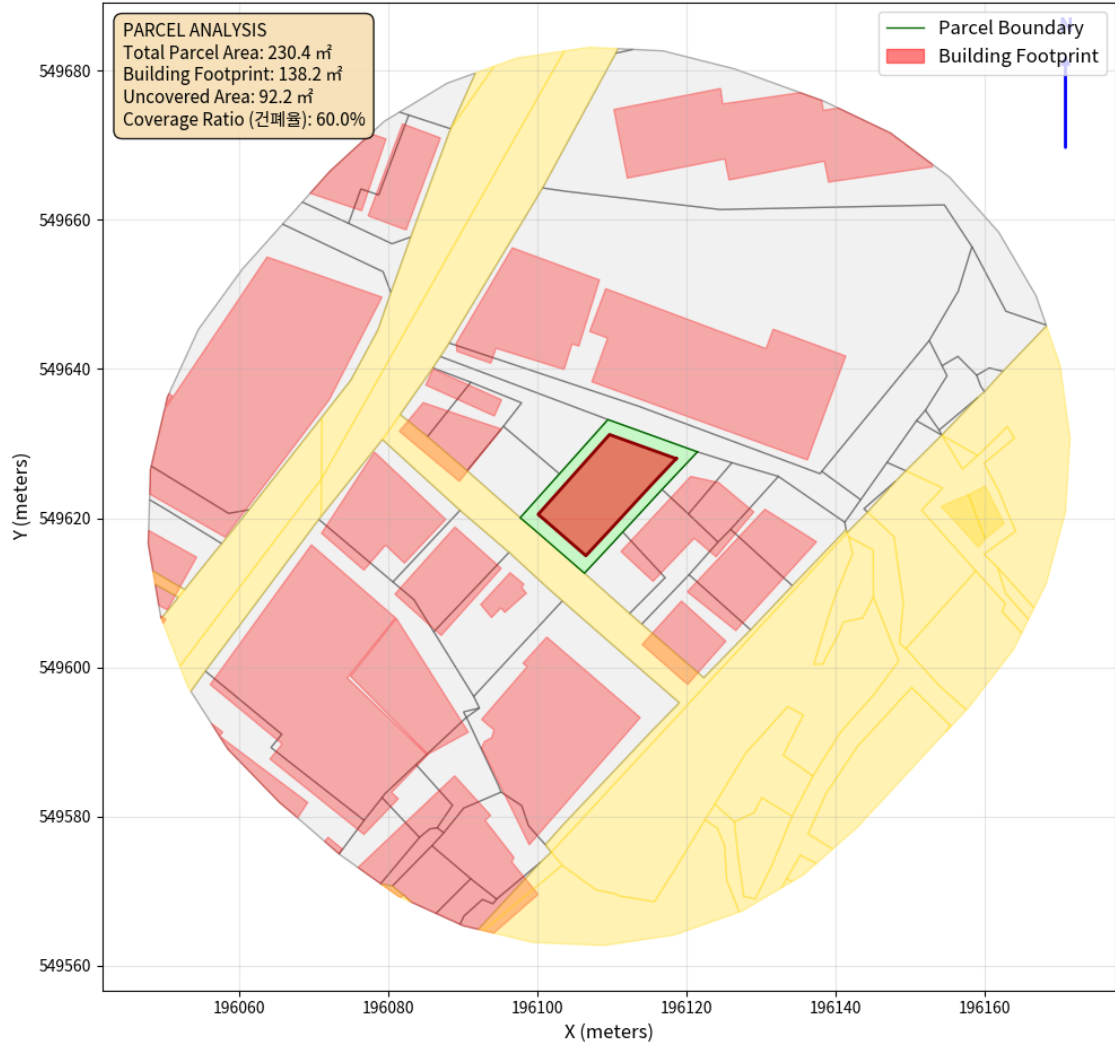 PARCEL ANALYSIS
Total Parcel Area: 230.4 ㎡
Building Footprint: 138.2 ㎡
Uncovered Area: 92.2 ㎡
Coverage Ratio (건폐율): 60.0%
Parcel Boundary
Building Footprint
N
549680
549660
549640
549620
549600
549580
549560
Y (meters)
196060
196080
196100
196120
196140
196160
X (meters)